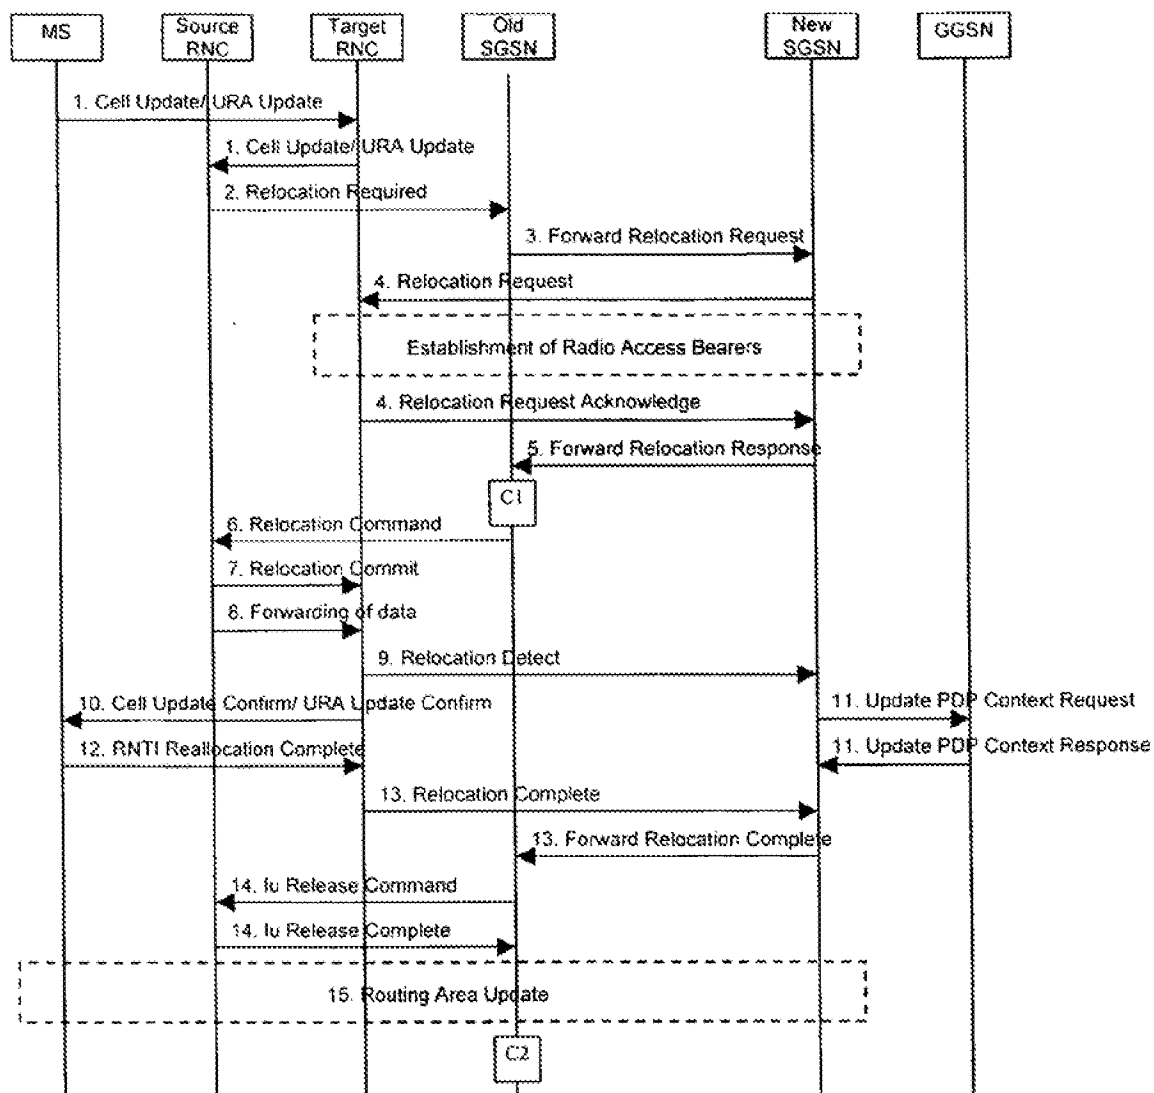 MS
Source
RNC
Target
RNC
Old
SGSN
New
SGSN
GGSN
1. Cell Update/ URA Update
1. Cell Update/ URA Update
2. Relocation Required
3. Forward Relocation Request
4. Relocation Request
Establishment of Radio Access Bearers
4. Relocation Request Acknowledge
5. Forward Relocation Response
C1
6. Relocation Command
7. Relocation Commit
8. Forwarding of data
9. Relocation Detect
10. Cell Update Confirm/ URA Update Confirm
11. Update PDP Context Request
12. RNTI Reallocation Complete
11. Update PDP Context Response
13. Relocation Complete
13. Forward Relocation Complete
14. Iu Release Command
14. Iu Release Complete
15. Routing Area Update
C2